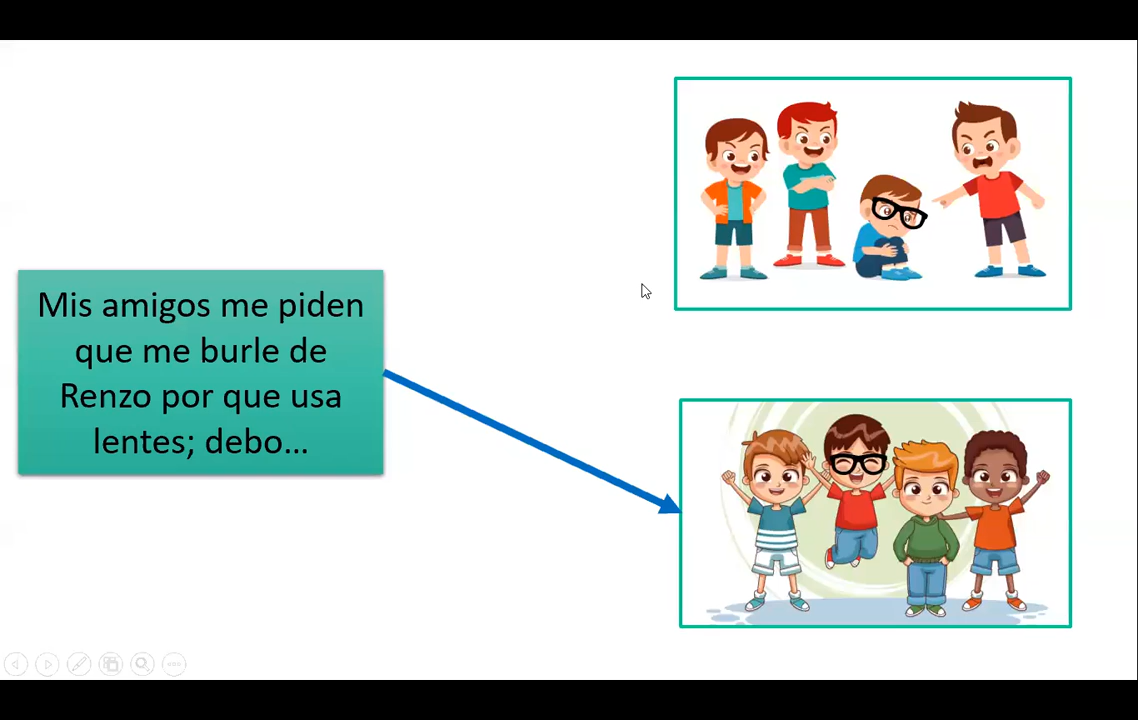 Mis amigos me piden
que me burle de
Renzo por que usa
lentes; debo...